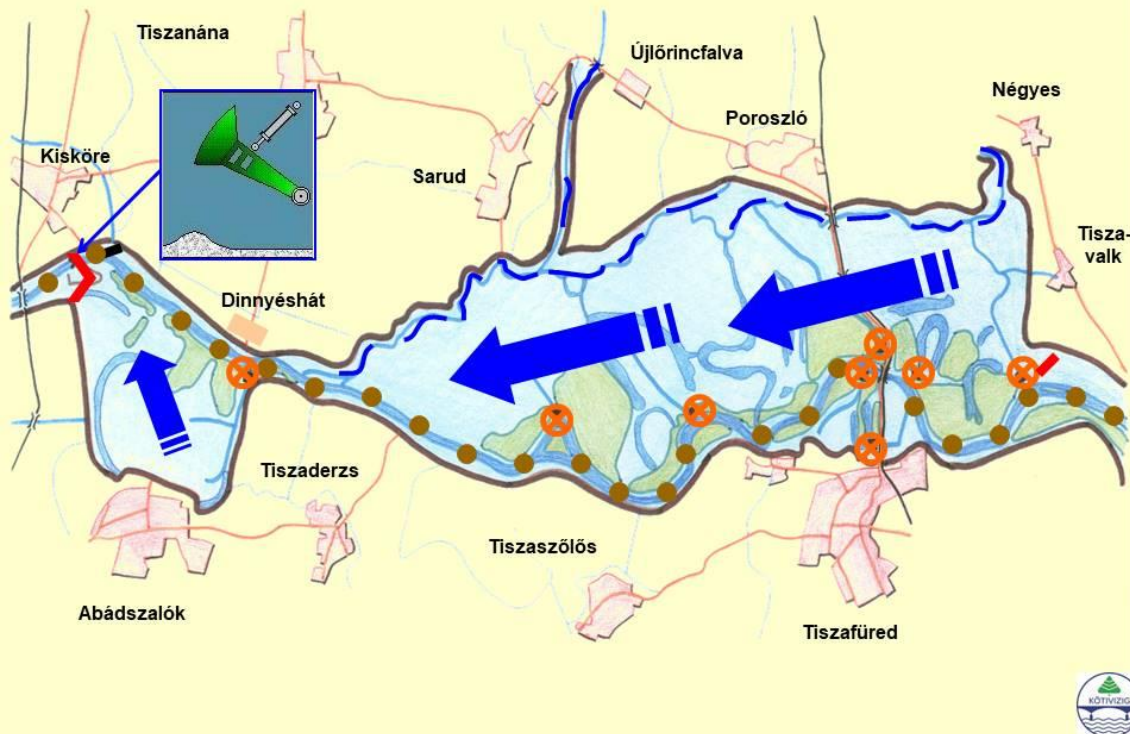 Tiszanána
Újlőrincfalva
Négyes
Poroszló
Kisköre
Sarud
Tisza-
valk
Dinnyéshát
Tiszaderzs
Tiszaszőlős
Abádszalók
Tiszafüred
KÖTIVIZIG